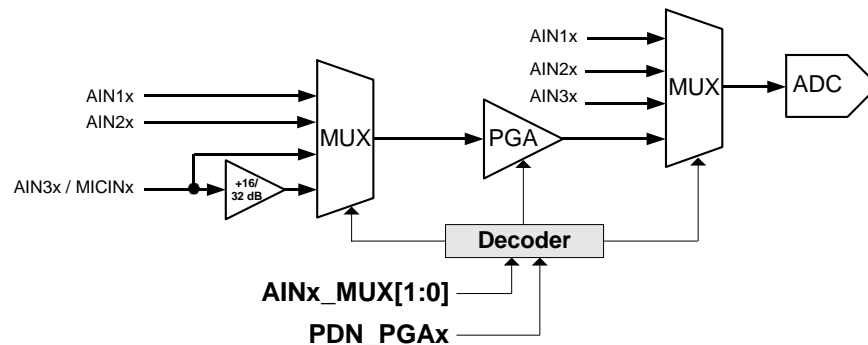 AIN1x
AIN2x
AIN3x
MUX
ADC
AIN1x
AIN2x
MUX
PGA
AIN3x / MICINx
+16/
32 dB
Decoder
AINx_MUX[1:0]
PDN_PGAx